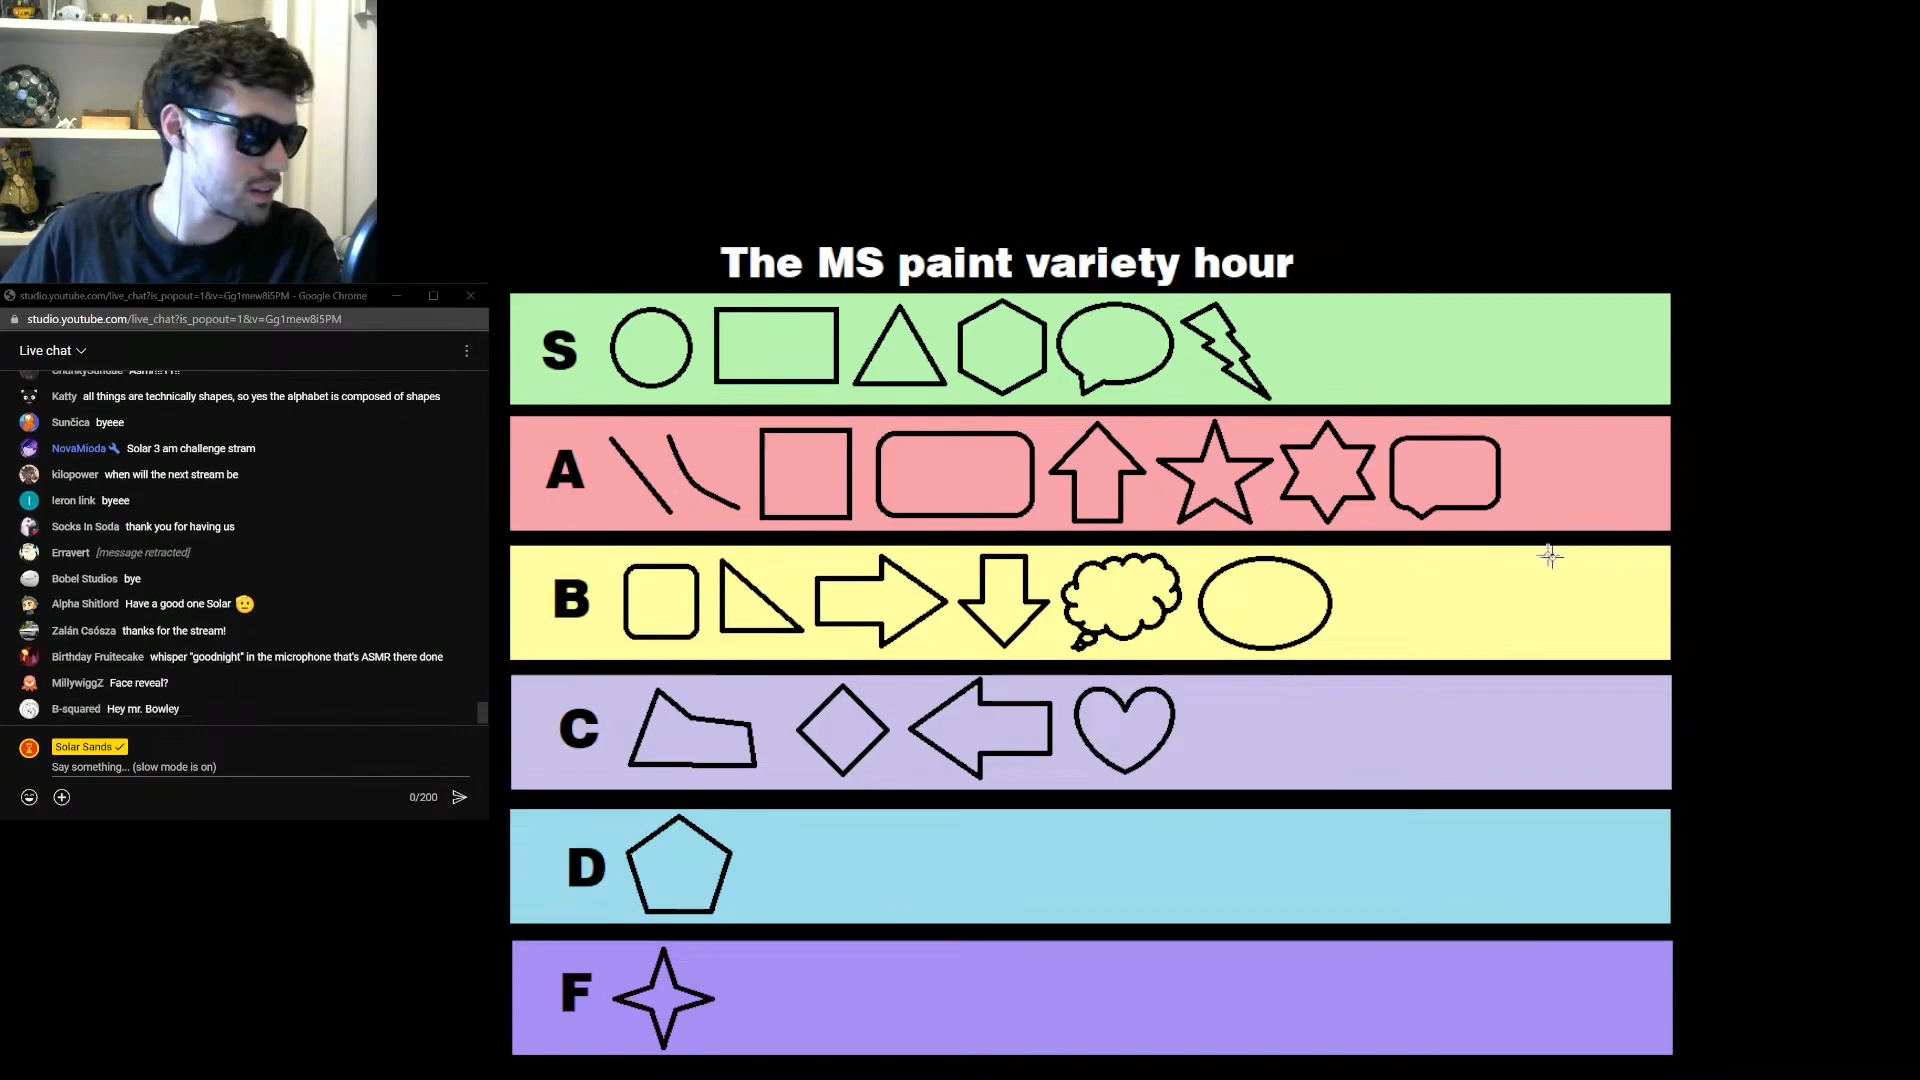 The MS paint variety hour
studio.youtube.com/live_chat?is_popout=1&v=Gg1mew8i5PM - Google Chrome
studio.youtube.com/live_chat?is_popout=1&v=Gg1mew8i5PM
Live chat
ChunkySundae Asmr!!!11!!
Katty all things are technically shapes, so yes the alphabet is composed of shapes
Sunčica byeee
NovaMioda Solar 3 am challenge stram
kilopower when will the next stream be
leron link byeee
Socks In Soda thank you for having us
Erravert [message retracted]
Bobel Studios bye
Alpha Shitlord Have a good one Solar
Zalán Csósza thanks for the stream!
Birthday Fruitecake whisper "goodnight" in the microphone that's ASMR there done
MillywiggZ Face reveal?
B-squared Hey mr. Bowley
Solar Sands
Say something... (slow mode is on)
0/200
S
A
B
C
D
F